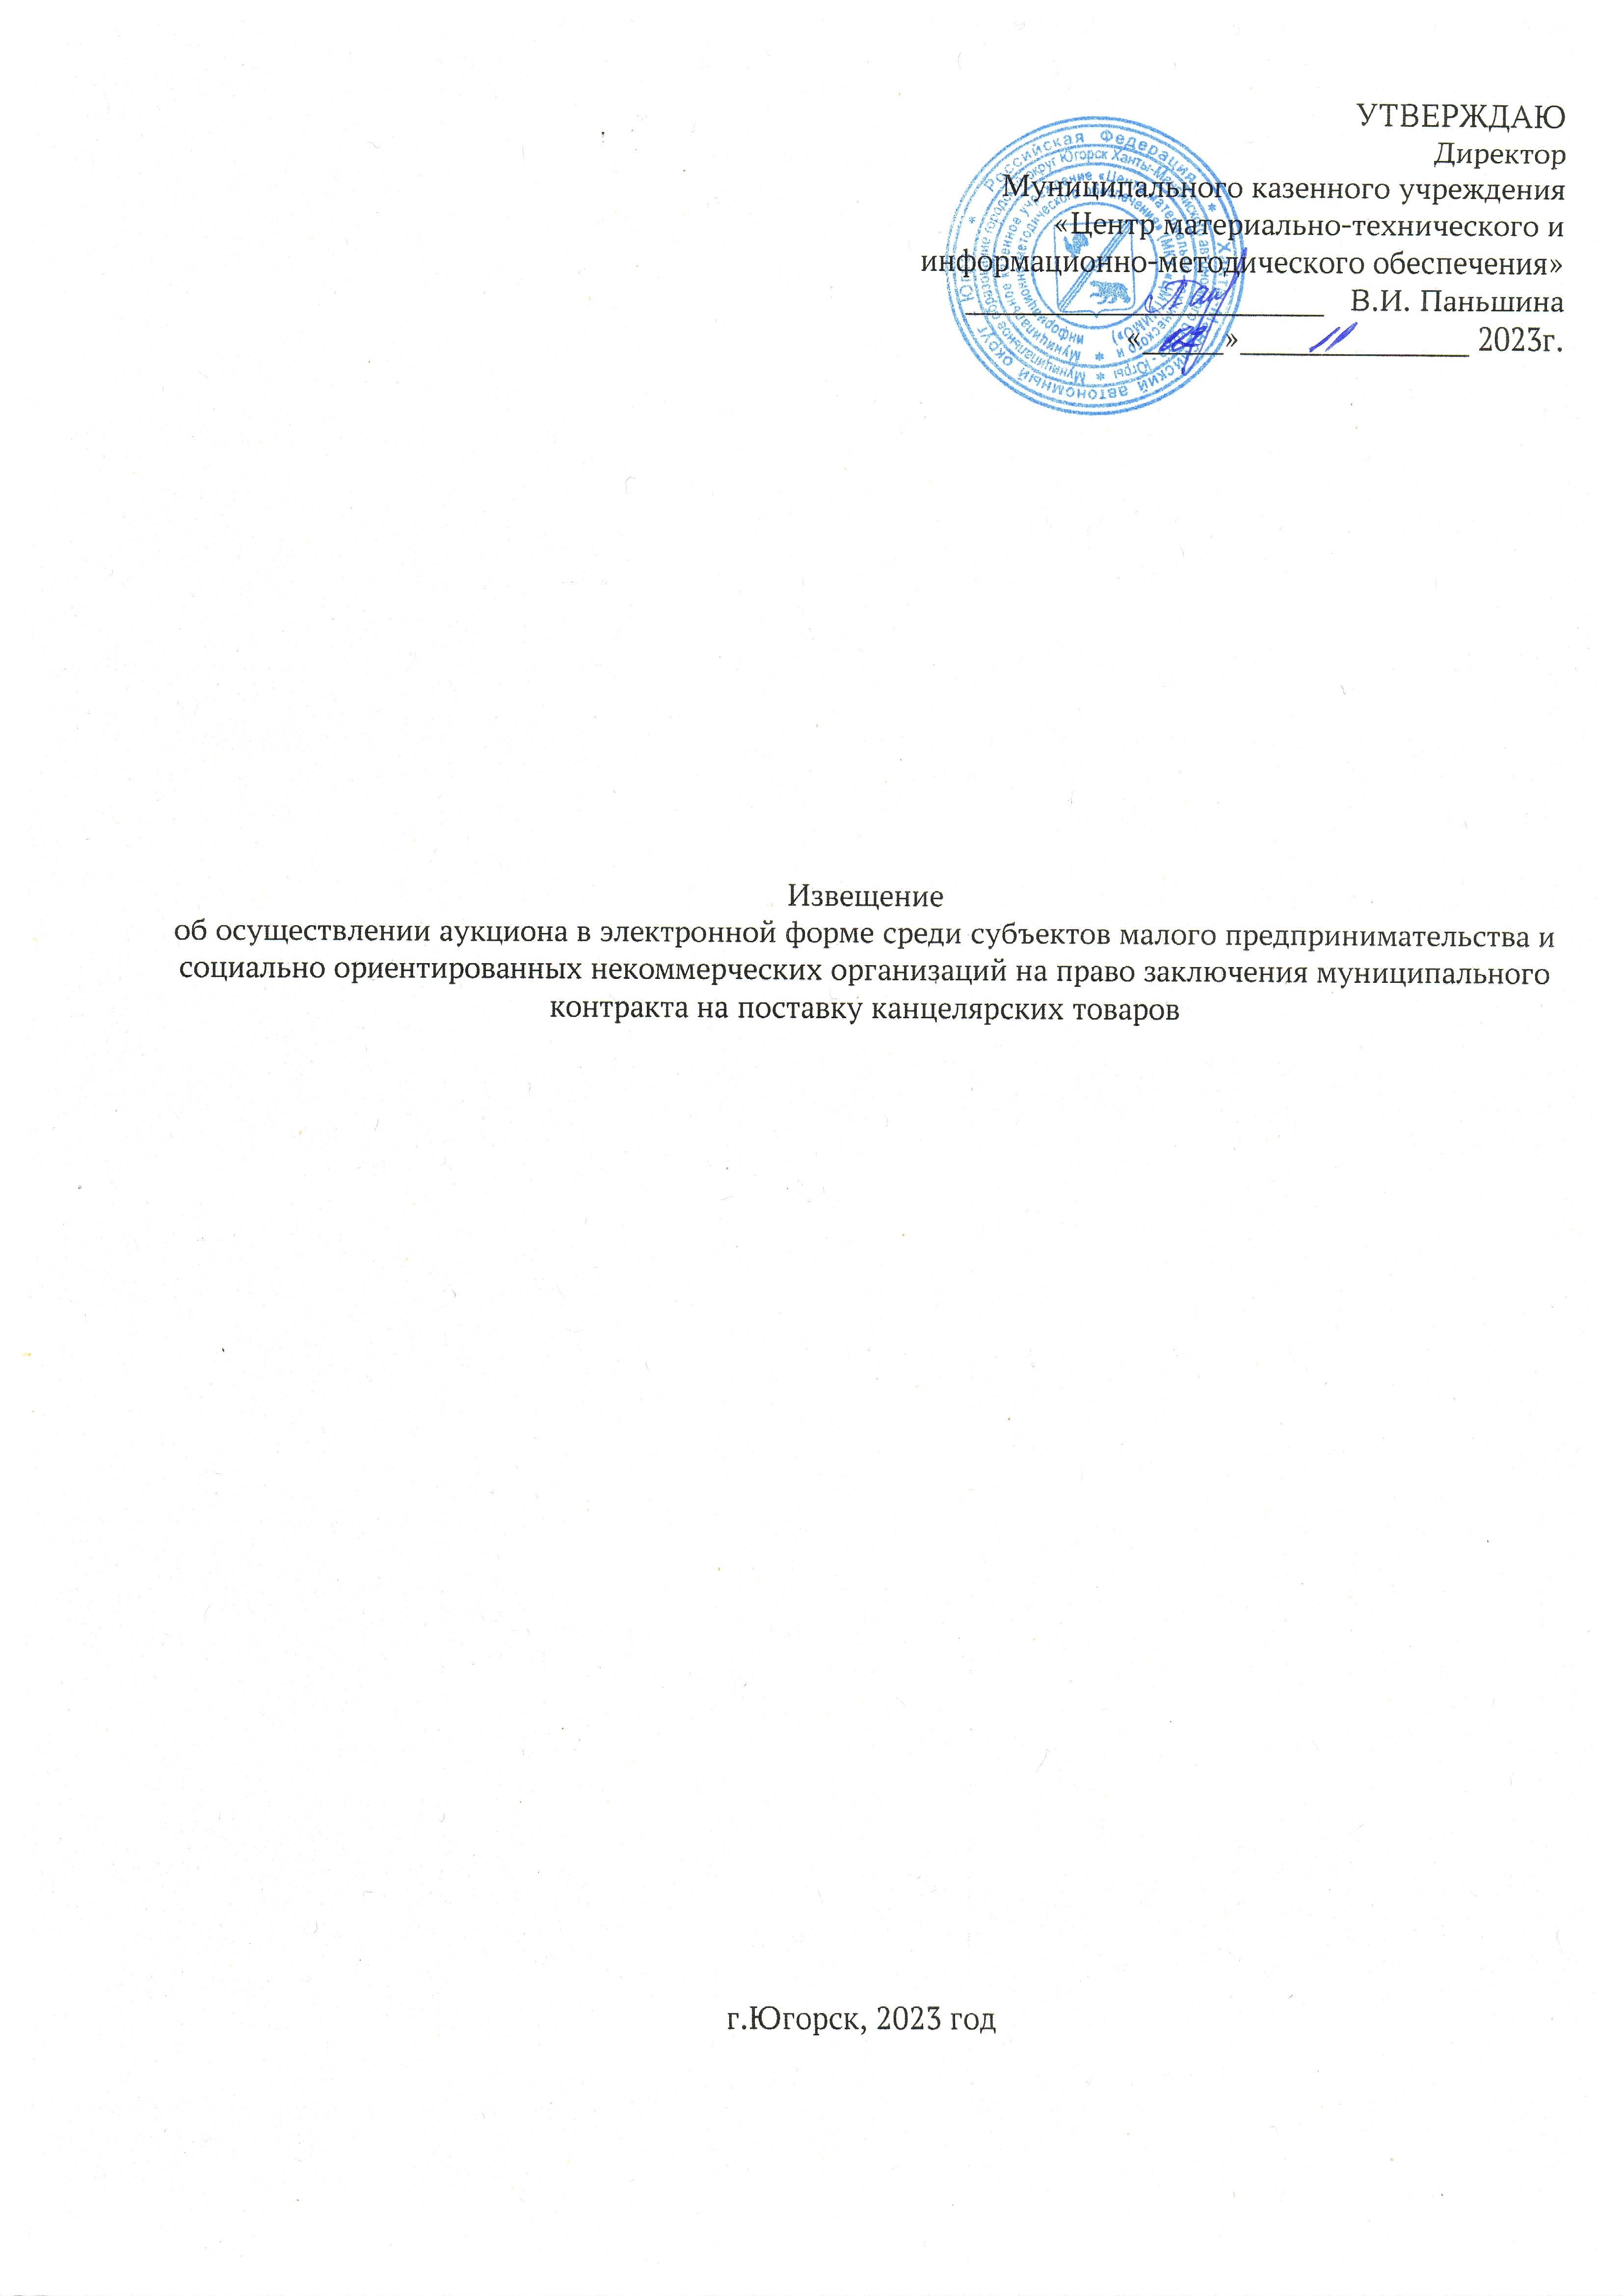 УТВЕРЖДАЮ
Директор
Муниципального казенного учреждения
«Центр материально-технического и
информационно-методического обеспечения»
В.И. Паньшина
«    » 11 2023г.
Российская Федерация
Извещение
об осуществлении аукциона в электронной форме среди субъектов малого предпринимательства и
социально ориентированных некоммерческих организаций на право заключения муниципального
контракта на поставку канцелярских товаров
г.Югорск, 2023 год